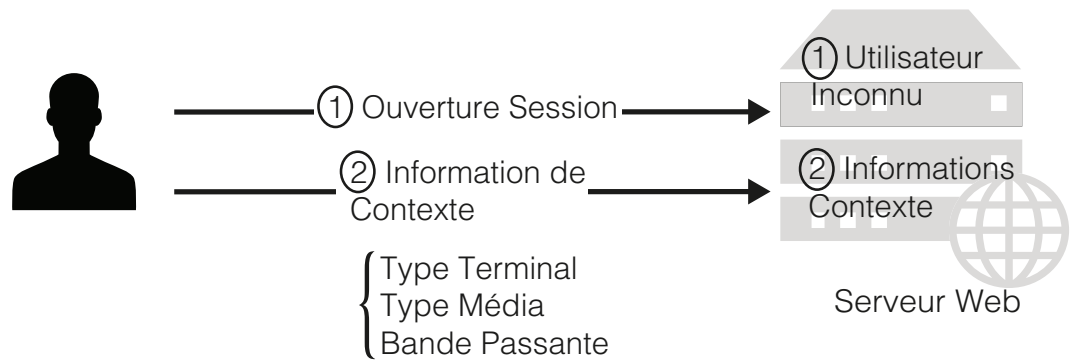 ① Ouverture Session
② Information de
Contexte
Type Terminal
Type Média
Bande Passante
① Utilisateur
Inconnu
② Informations
Contexte
Serveur Web